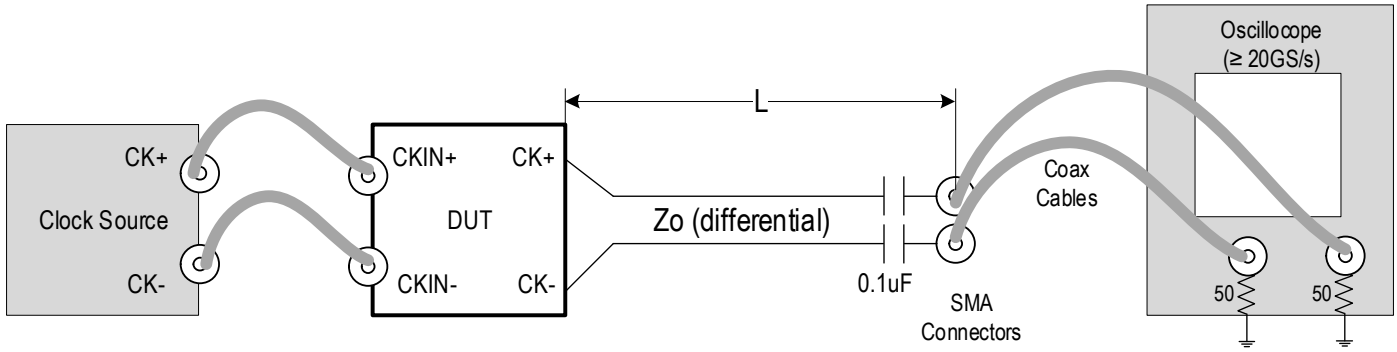 Oscillocope
(≥ 20GS/s)
L
CK+
CKIN+
CK+
Coax
Cables
Clock Source
DUT
Zo (differential)
CK-
CKIN-
CK-
0.1uF
50
50
SMA
Connectors